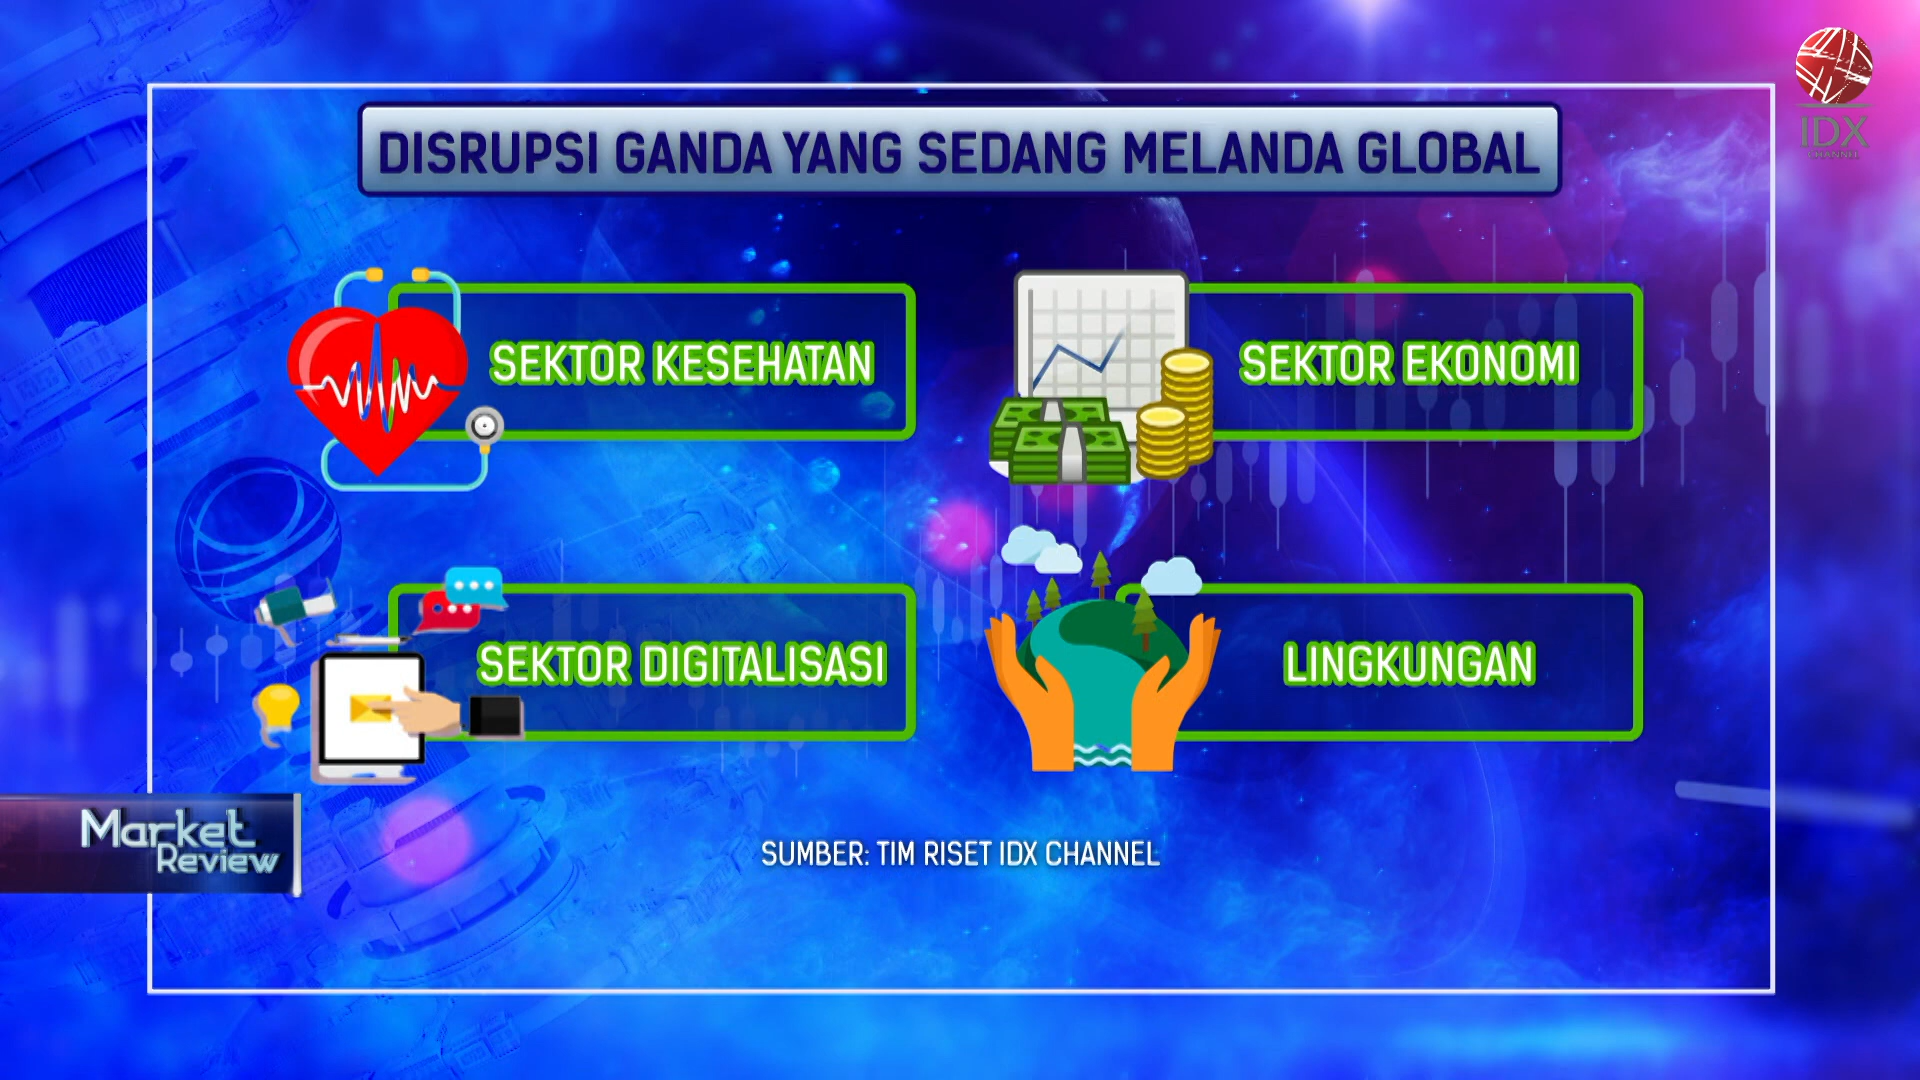 IDX
CHANNEL
DISRUPSI GANDA YANG SEDANG MELANDA GLOBAL
SEKTOR KESEHATAN
SEKTOR EKONOMI
SEKTOR DIGITALISASI
LINGKUNGAN
Market
Review
SUMBER: TIM RISET IDX CHANNEL